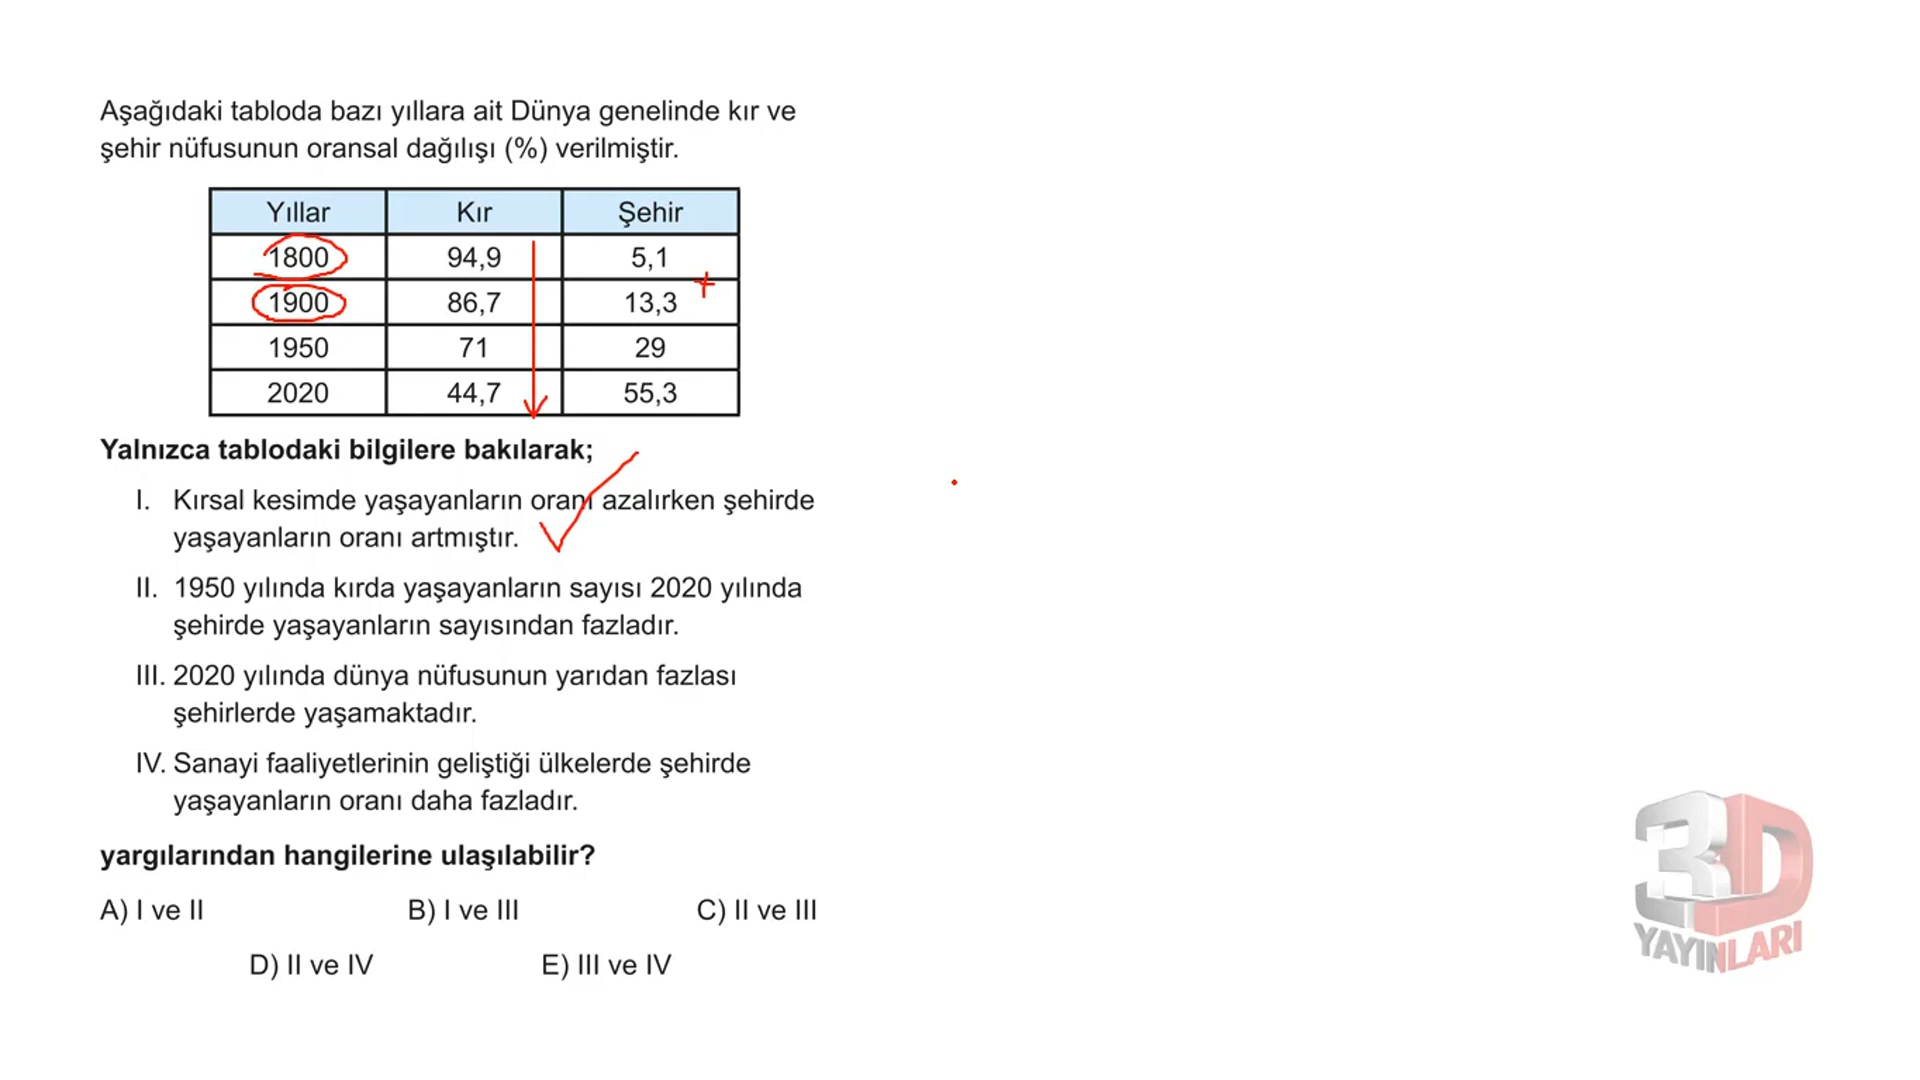 Aşağıdaki tabloda bazı yıllara ait Dünya genelinde kır ve
şehir nüfusunun oransal dağılışı (%) verilmiştir.
Yıllar Kır Şehir
1800 94,9 5,1
1900 86,7 13,3
1950 71 29
2020 44,7 55,3
Yalnızca tablodaki bilgilere bakılarak;
I. Kırsal kesimde yaşayanların oranı azalırken şehirde
yaşayanların oranı artmıştır.
II. 1950 yılında kırda yaşayanların sayısı 2020 yılında
şehirde yaşayanların sayısından fazladır.
III. 2020 yılında dünya nüfusunun yarıdan fazlası
şehirlerde yaşamaktadır.
IV. Sanayi faaliyetlerinin geliştiği ülkelerde şehirde
yaşayanların oranı daha fazladır.
yargılarından hangilerine ulaşılabilir?
A) I ve II B) I ve III C) II ve III
D) II ve IV E) III ve IV
3D
YAYINLARI